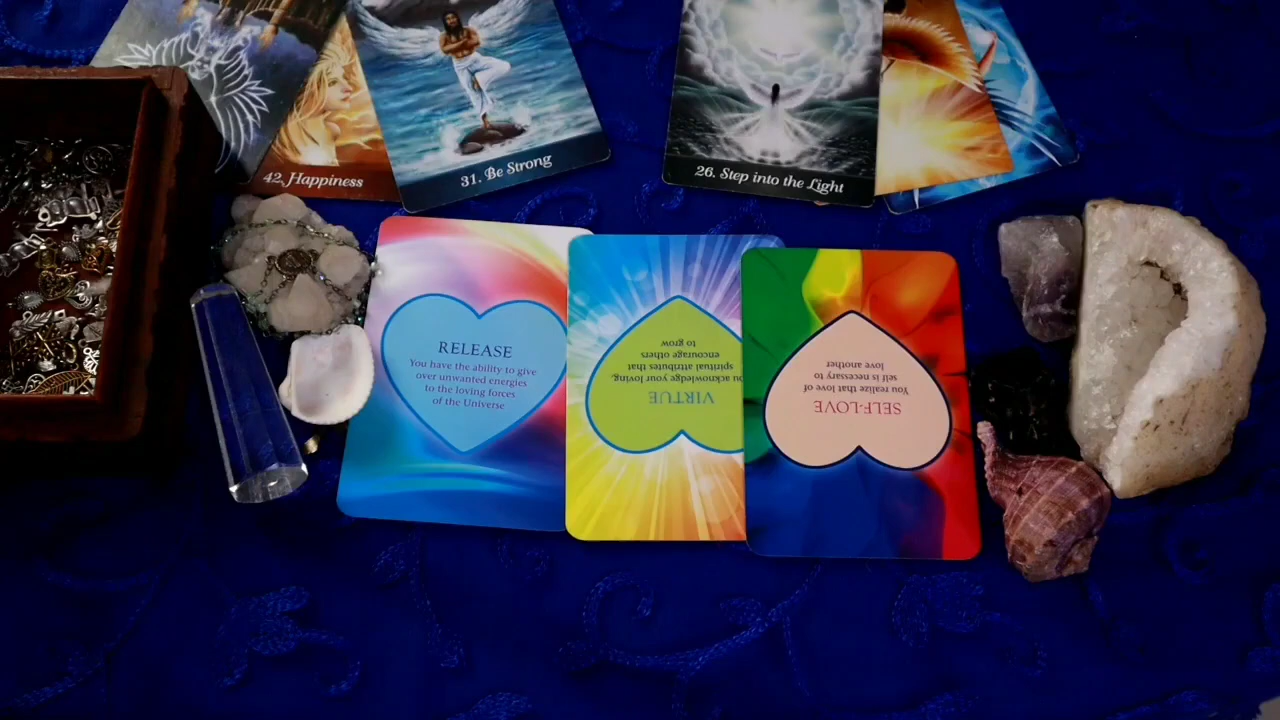 42. Happiness
31. Be Strong
26. Step into the Light
RELEASE
You have the ability to give
over unwanted energies
to the loving forces
of the Universe
VIRTUE
acknowledge your loving,
spiritual attributes that
encourage others
to grow
SELF-LOVE
You realize that love of
self is necessary to
love another